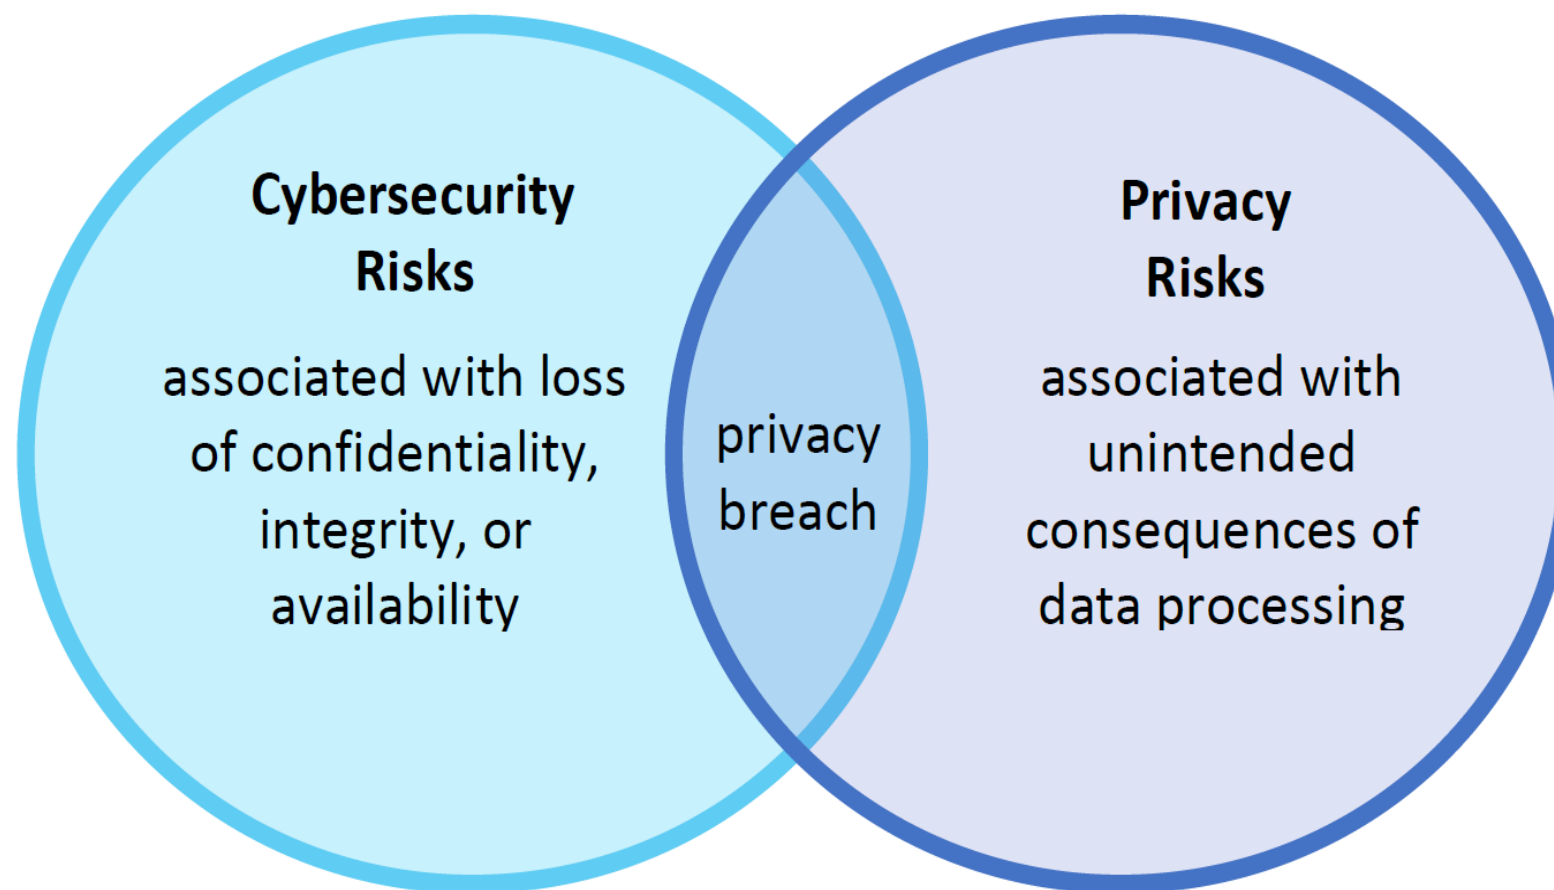 Cybersecurity
Risks
associated with loss
of confidentiality,
integrity, or
availability
privacy
breach
Privacy
Risks
associated with
unintended
consequences of
data processing